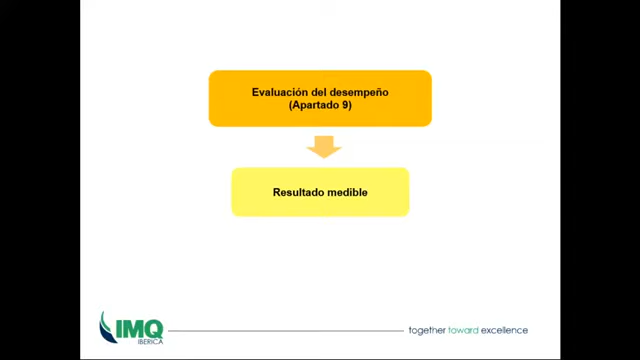 Evaluación del desempeño
(Apartado 9)
Resultado medible
IMQ
IBERICA
together toward excellence